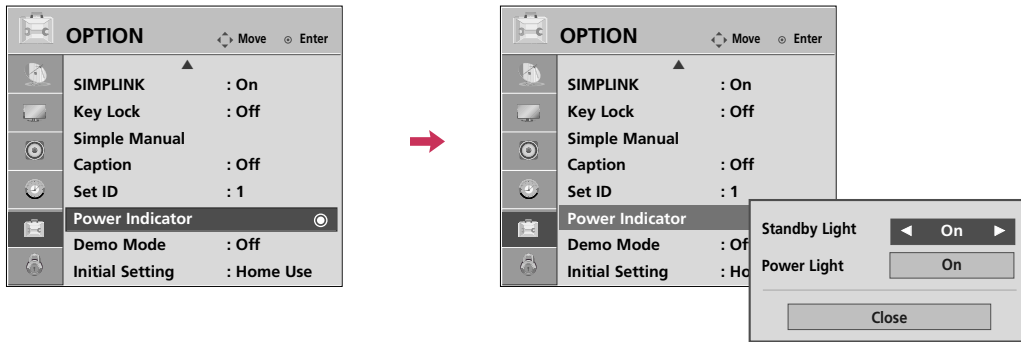 OPTION Move Enter
SIMPLINK : On
Key Lock : Off
Simple Manual
Caption : Off
Set ID : 1
Power Indicator
Demo Mode : Off
Initial Setting : Home Use
OPTION Move Enter
SIMPLINK : On
Key Lock : Off
Simple Manual
Caption : Off
Set ID : 1
Power Indicator
Demo Mode : Of
Initial Setting : Ho
Standby Light On
Power Light On
Close